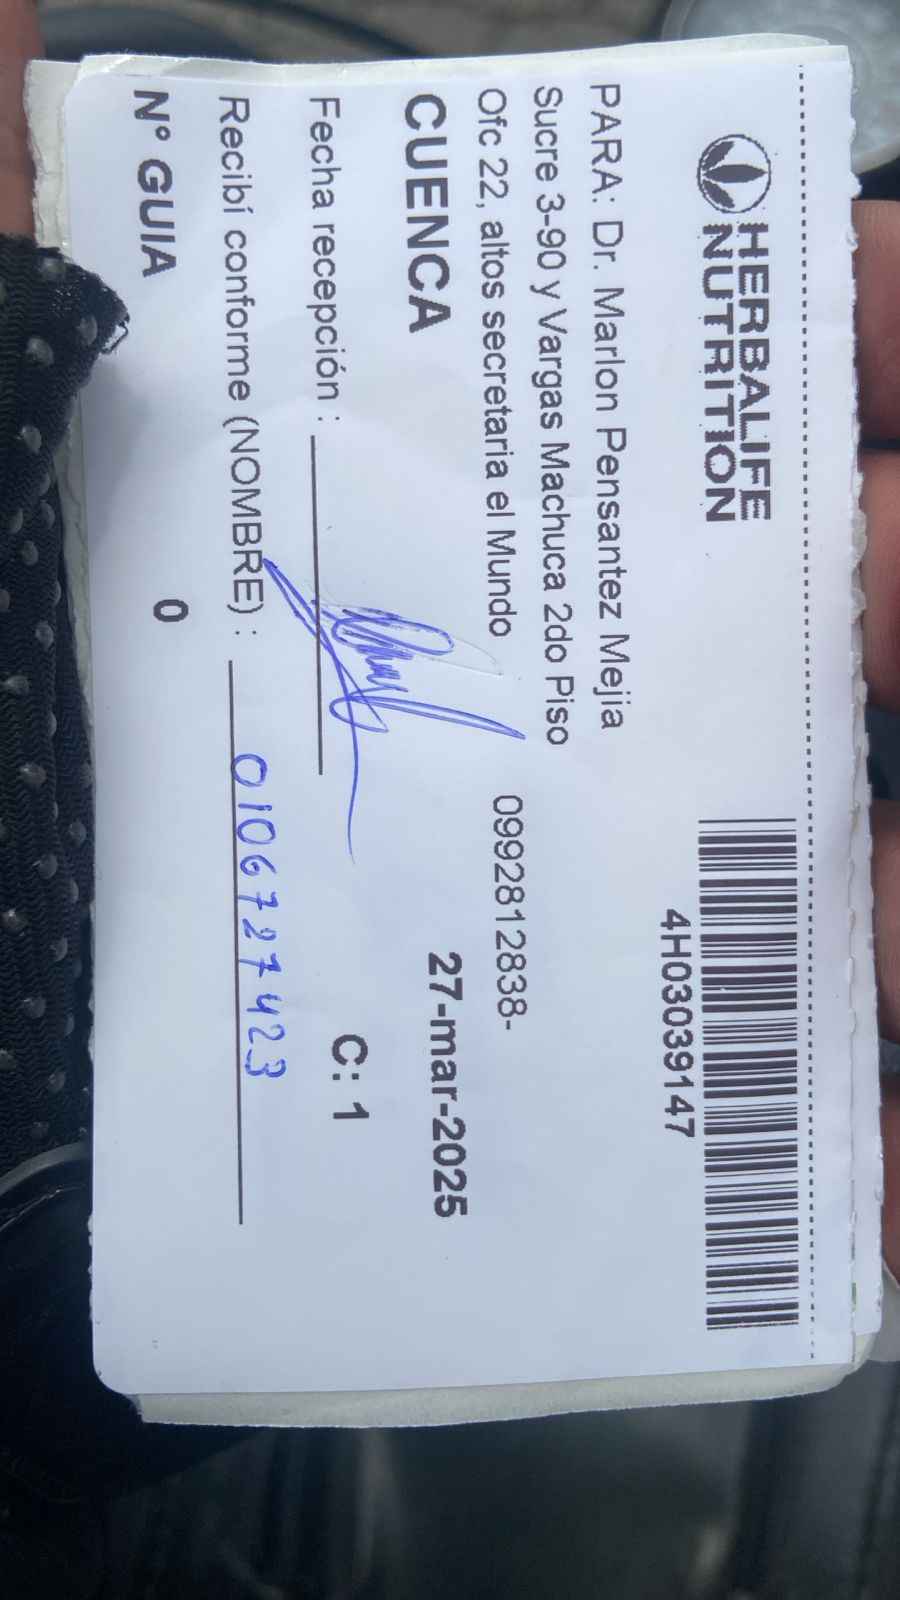 HERBALIFE
NUTRITION
4H03039147
PARA: Dr. Marlon Pensantez Mejia
Sucre 3-90 y Vargas Machuca 2do Piso
Ofc 22, altos secretaria el Mundo
0992812838-
CUENCA
27-mar-2025
Fecha recepción :
C: 1
Recibí conforme (NOMBRE) : 0106727423
N° GUIA 0